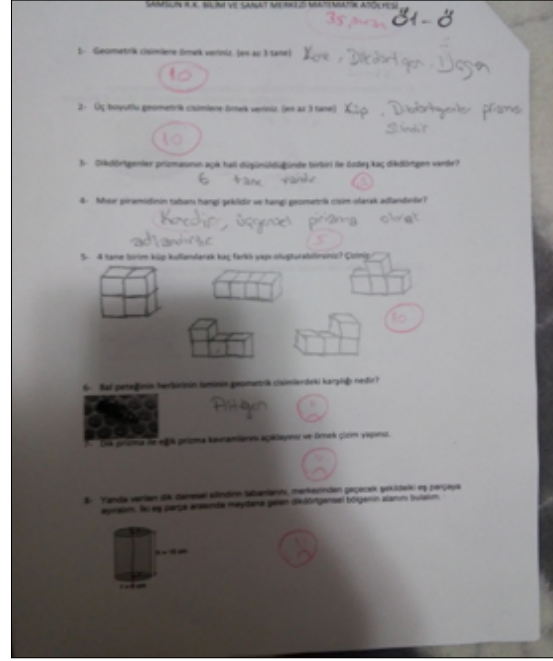 SAMSUN R.K. BİLİM VE SANAT MERKEZİ MATEMATİK ATÖLYESİ
35 puan Ö1-Ö
1- Geometrik cisimlere örnek veriniz. (en az 3 tane) Kare, Dikdörtgen, Üçgen
10
2- Üç boyutlu geometrik cisimlere örnek veriniz. (en az 3 tane) Küp, Dikdörtgenler prizma
Silindir
10
3- Dikdörtgenler prizmasının açık hali düşünüldüğünde birbiri ile özdeş kaç dikdörtgen vardır?
6 tane vardır
4- Mısır piramidinin tabanı hangi şekildir ve hangi geometrik cisim olarak adlandırılır?
Karedir, üçgensel prizma olarak
adlandırılır
5
5- 4 tane birim küp kullanılarak kaç farklı yapı oluşturabilirsiniz? Çiziniz.
10
6- Bal peteğinin herbirinin isminin geometrik cisimlerdeki karşılığı nedir?
Altıgen
7- Dik prizma ile eğik prizma kavramlarını açıklayınız ve örnek çizim yapınız.
8- Yanda verilen dik dairesel silindirin tabanlarını, merkezinden geçecek şekildeki eş parçaya
ayıralım. İki eş parça arasında meydana gelen dikdörtgensel bölgenin alanını bulalım.